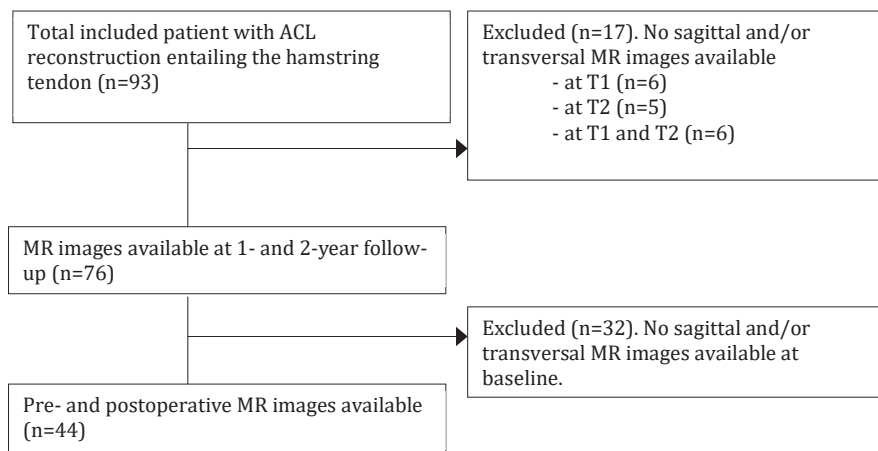 Total included patient with ACL
reconstruction entailing the hamstring
tendon (n=93)
Excluded (n=17). No sagittal and/or
transversal MR images available
- at T1 (n=6)
- at T2 (n=5)
- at T1 and T2 (n=6)
MR images available at 1- and 2-year follow-
up (n=76)
Excluded (n=32). No sagittal and/or
transversal MR images available at
baseline.
Pre- and postoperative MR images available
(n=44)